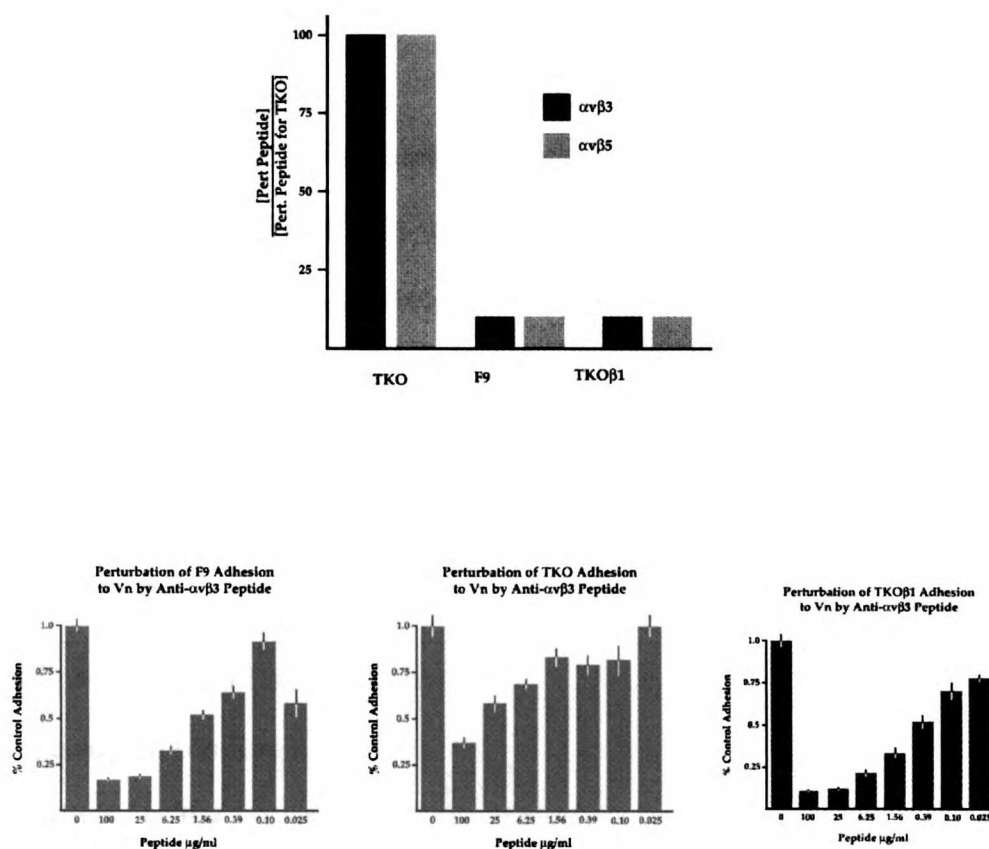 [Pert Peptide]
[Pert. Peptide for TKO]
100
75
50
25
αvβ3
αvβ5
TKO F9 TKOβ1
Perturbation of F9 Adhesion
to Vn by Anti-αvβ3 Peptide
% Control Adhesion
1.0
0.75
0.5
0.25
0 100 25 6.25 1.56 0.39 0.10 0.025
Peptide µg/ml
Perturbation of TKO Adhesion
to Vn by Anti-αvβ3 Peptide
% Control Adhesion
1.0
0.75
0.5
0.25
0 100 25 6.25 1.56 0.39 0.10 0.025
Peptide µg/ml
Perturbation of TKOβ1 Adhesion
to Vn by Anti-αvβ3 Peptide
% Control Adhesion
1.0
0.75
0.5
0.25
0 100 25 6.25 1.56 0.39 0.10 0.025
Peptide µg/ml